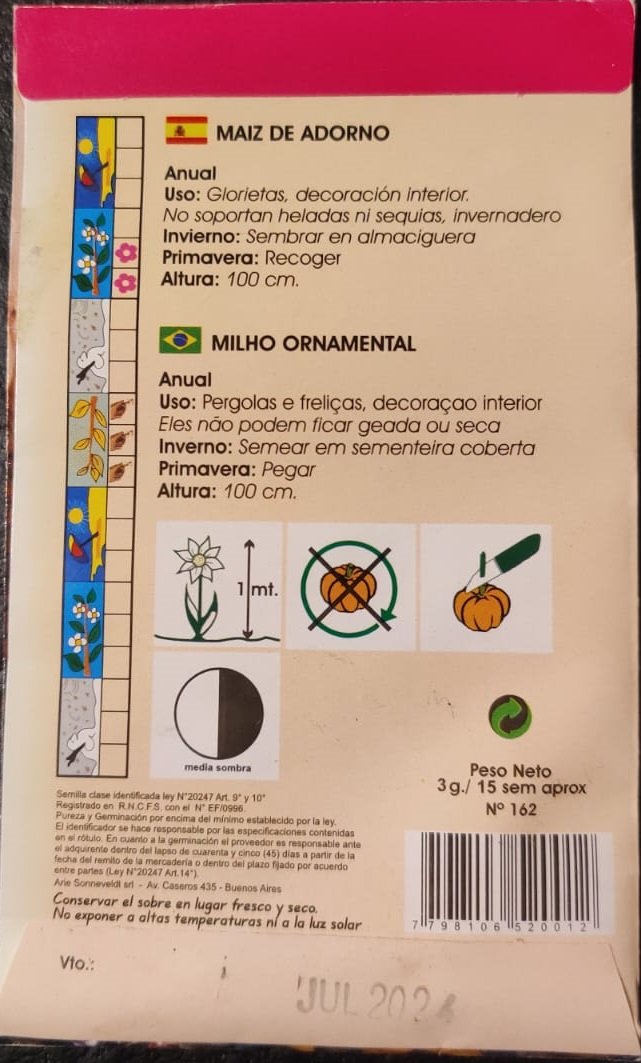 MAIZ DE ADORNO
Anual
Uso: Glorietas, decoración interior.
No soportan heladas ni sequias, invernadero
Invierno: Sembrar en almaciguera
Primavera: Recoger
Altura: 100 cm.
MILHO ORNAMENTAL
Anual
Uso: Pergolas e freliças, decoraçao interior
Eles não podem ficar geada ou seca
Inverno: Semear em sementeira coberta
Primavera: Pegar
Altura: 100 cm.
1 mt.
media sombra
Peso Neto
3g./ 15 sem aprox
Nº 162
Semilla clase identificada ley N°20247 Art. 9° y 10°
Registrado en R.N.C.F.S. con el N° EF/0996.
Pureza y Germinación por encima del mínimo establecido por la ley.
El identificador se hace responsable por las especificaciones contenidas
en el rótulo. En cuanto a la germinación el proveedor es responsable ante
el adquirente dentro del lapso de cuarenta y cinco (45) días a partir de la
fecha del remito de la mercadería o dentro del plazo fijado por acuerdo
entre partes (Ley N°20247 Art.14°).
Arie Sonneveldt srl - Av. Caseros 435 - Buenos Aires
Conservar el sobre en lugar fresco y seco.
No exponer a altas temperaturas ni a la luz solar
7 798106 520012
Vto.:
JUL 2024